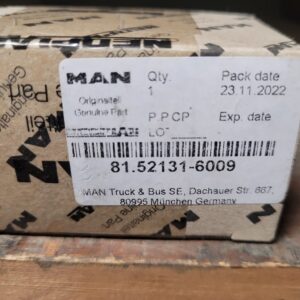 MAN
Qty.
Pack date
1
23.11.2022
Originalteil
Genuine Part
P.P.CP
Exp. date
LOT
81.52131-6009
MAN Truck & Bus SE, Dachauer Str. 667,
80995 München Germany